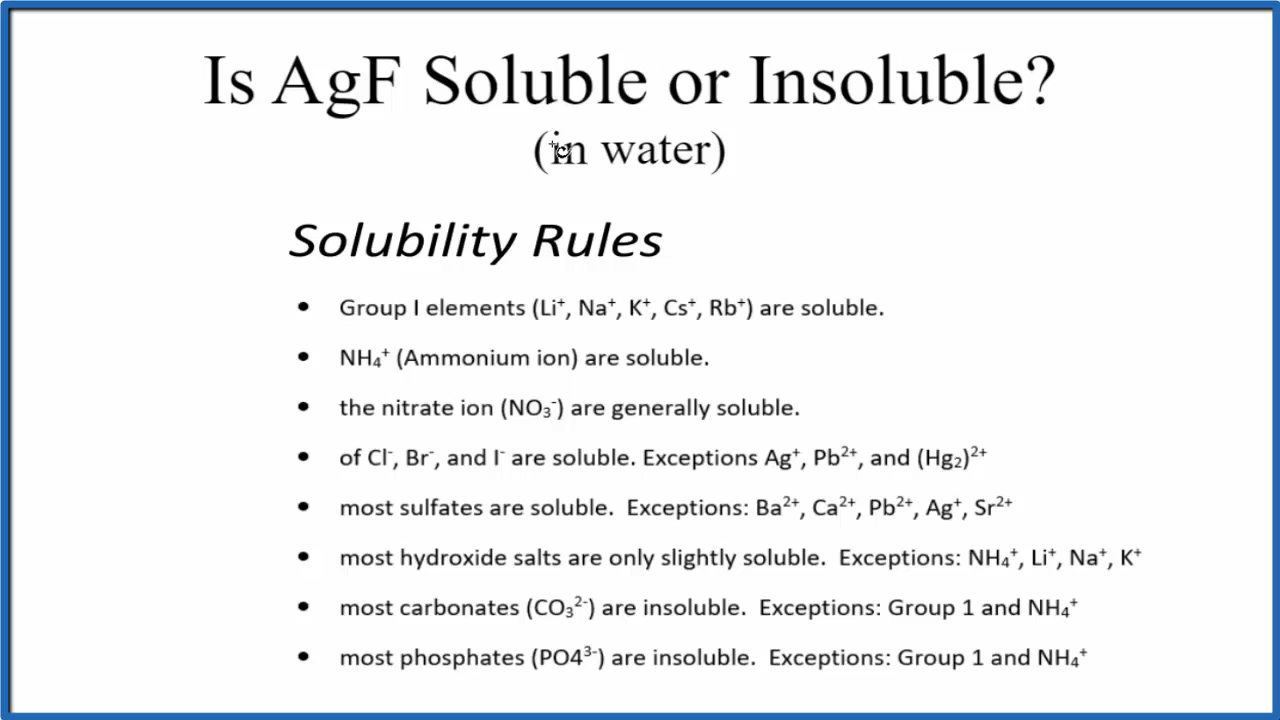 Is AgF Soluble or Insoluble?
(in water)
Solubility Rules
• Group I elements (Li⁺, Na⁺, K⁺, Cs⁺, Rb⁺) are soluble.
• NH₄⁺ (Ammonium ion) are soluble.
• the nitrate ion (NO₃⁻) are generally soluble.
• of Cl⁻, Br⁻, and I⁻ are soluble. Exceptions Ag⁺, Pb²⁺, and (Hg₂)²⁺
• most sulfates are soluble.  Exceptions: Ba²⁺, Ca²⁺, Pb²⁺, Ag⁺, Sr²⁺
• most hydroxide salts are only slightly soluble.  Exceptions: NH₄⁺, Li⁺, Na⁺, K⁺
• most carbonates (CO₃²⁻) are insoluble.  Exceptions: Group 1 and NH₄⁺
• most phosphates (PO4³⁻) are insoluble.  Exceptions: Group 1 and NH₄⁺